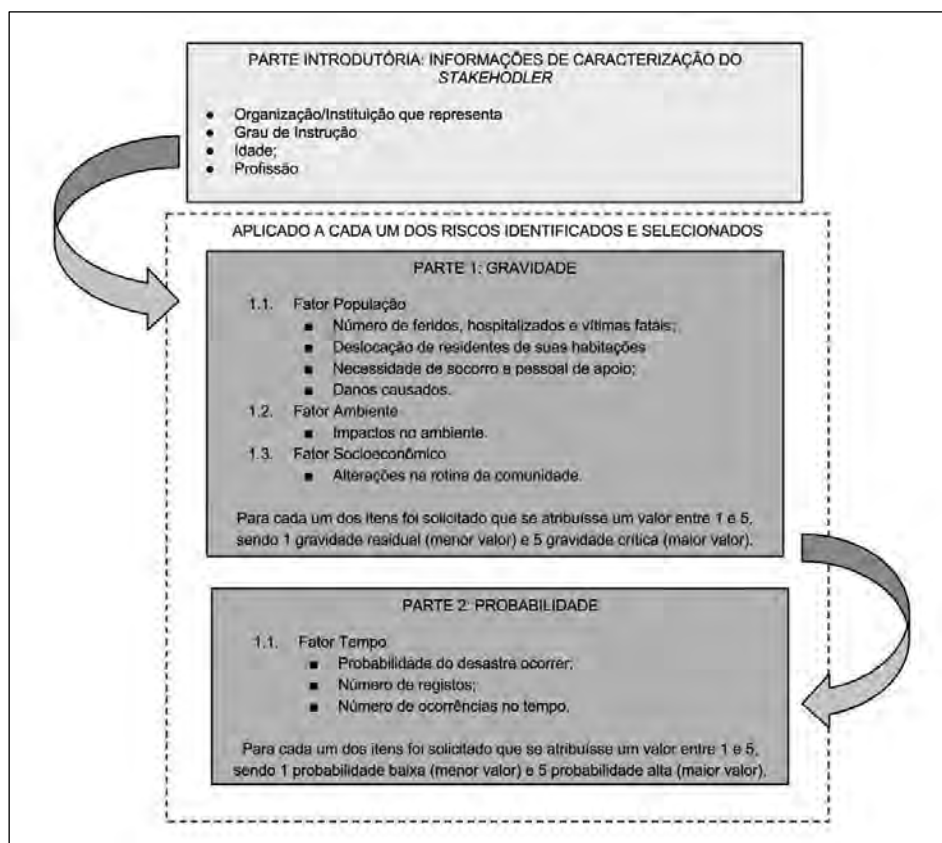 PARTE INTRODUTÓRIA: INFORMAÇÕES DE CARACTERIZAÇÃO DO
STAKEHODLER
● Organização/Instituição que representa
● Grau de Instrução
● Idade;
● Profissão
APLICADO A CADA UM DOS RISCOS IDENTIFICADOS E SELECIONADOS
PARTE 1: GRAVIDADE
1.1. Fator População
■ Número de feridos, hospitalizados e vítimas fatais;
■ Deslocação de residentes de suas habitações
■ Necessidade de socorro e pessoal de apoio;
■ Danos causados.
1.2. Fator Ambiente
■ Impactos no ambiente.
1.3. Fator Socioeconômico
■ Alterações na rotina da comunidade.
Para cada um dos itens foi solicitado que se atribuísse um valor entre 1 e 5,
sendo 1 gravidade residual (menor valor) e 5 gravidade crítica (maior valor).
PARTE 2: PROBABILIDADE
1.1. Fator Tempo
■ Probabilidade do desastre ocorrer;
■ Número de registos;
■ Número de ocorrências no tempo.
Para cada um dos itens foi solicitado que se atribuísse um valor entre 1 e 5,
sendo 1 probabilidade baixa (menor valor) e 5 probabilidade alta (maior valor).